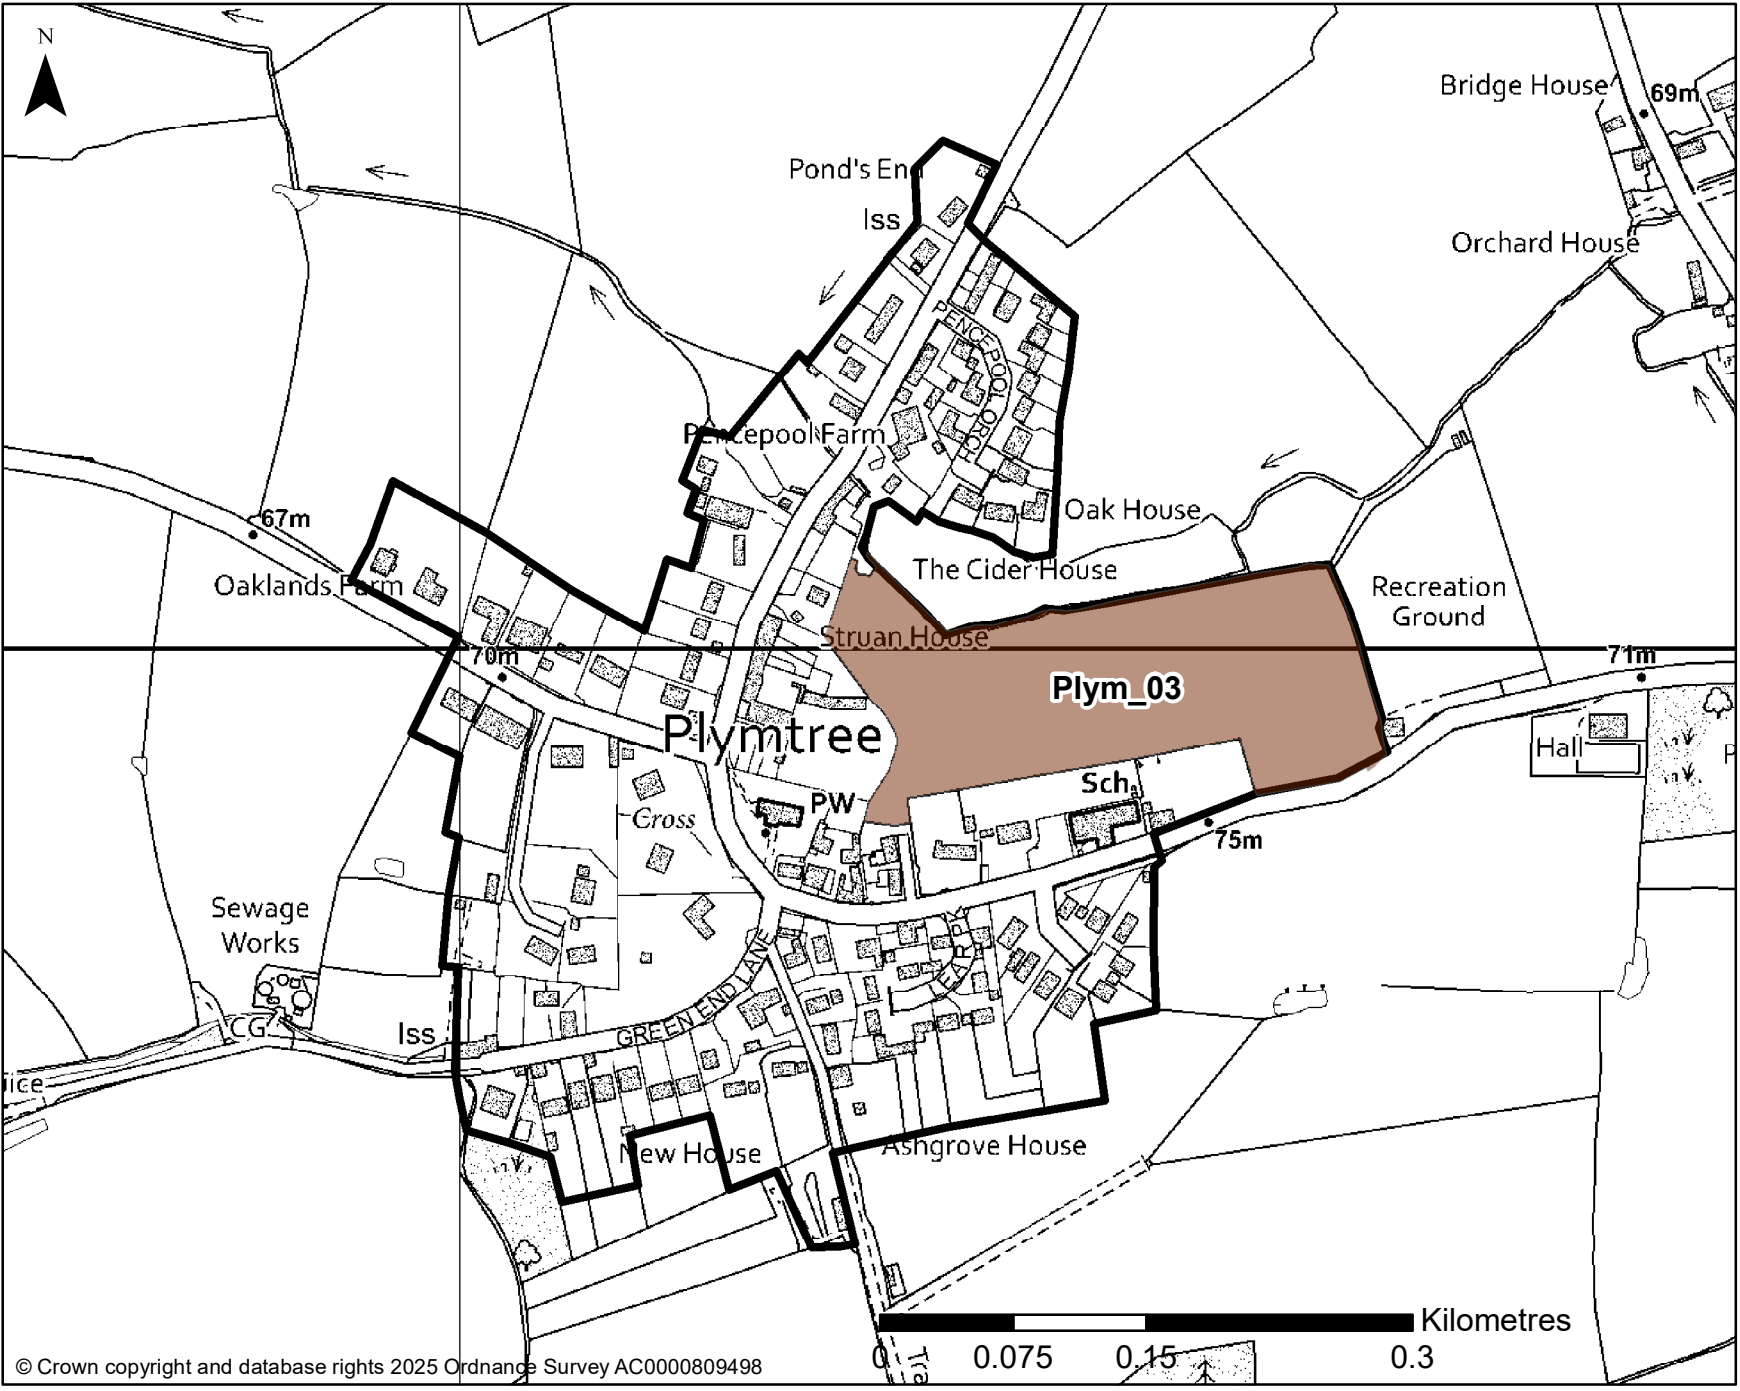 N
Bridge House
69m
Pond's End
Iss
Orchard House
PENCEPOOL ORCH
Pencepool Farm
67m
Oak House
Oaklands Farm
The Cider House
Recreation
Ground
Struan House
70m
71m
Plym_03
Plymtree
Hall
Sch
PW
Cross
75m
Sewage
Works
GREEN END LANE
CG
Iss
New House
Ashgrove House
Kilometres
0 0.075 0.15 0.3
Tra
© Crown copyright and database rights 2025 Ordnance Survey AC0000809498